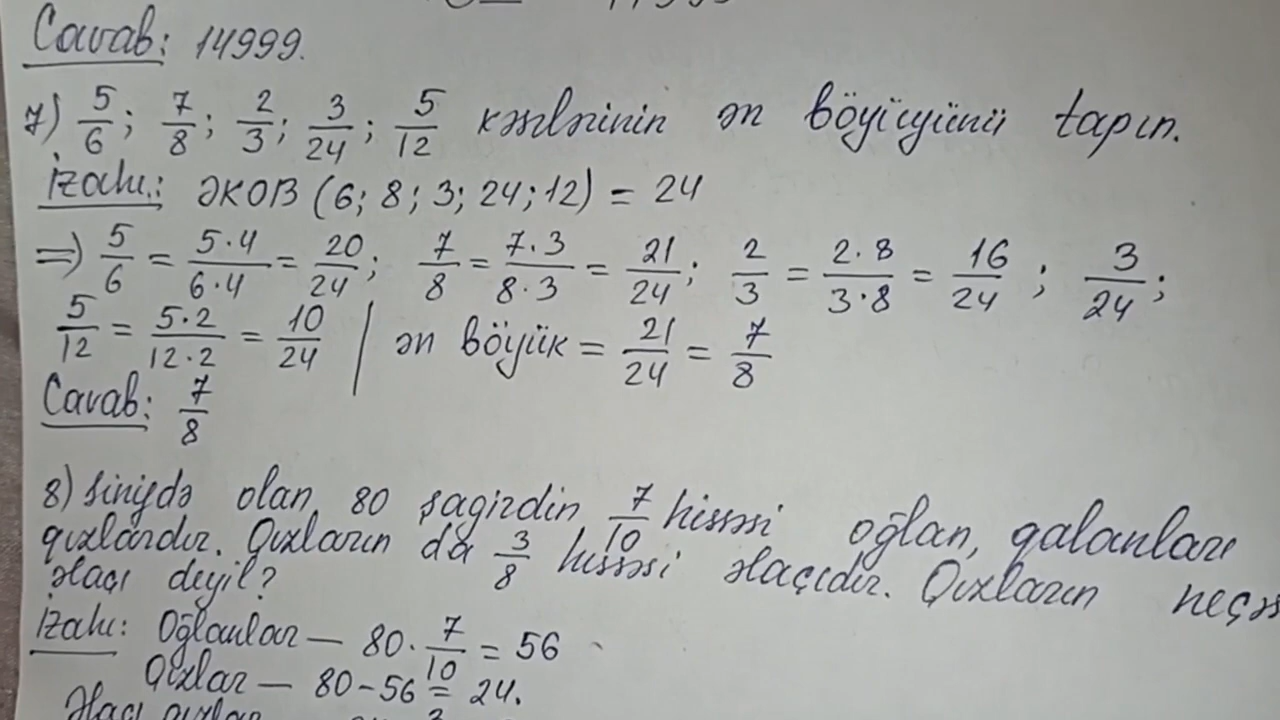 Cavab: 14999.
7) 5/6; 7/8; 2/3; 3/24; 5/12 kəsrlərinin ən böyüyünü tapın.
İzahı: ƏKOB (6; 8; 3; 24; 12) = 24
=> 5/6 = 5·4/6·4 = 20/24; 7/8 = 7·3/8·3 = 21/24; 2/3 = 2·8/3·8 = 16/24; 3/24;
5/12 = 5·2/12·2 = 10/24 | ən böyük = 21/24 = 7/8
Cavab: 7/8
8) Sinifdə olan 80 şagirdin 7/10 hissəsi oğlan, qalanları
qızlardır. Qızların da 3/8 hissəsi əlaçıdır. Qızların neçəs
əlaçı deyil?
İzahı: Oğlanlar — 80·7/10 = 56
Qızlar — 80-56 = 24.
Əlaçı qızlar